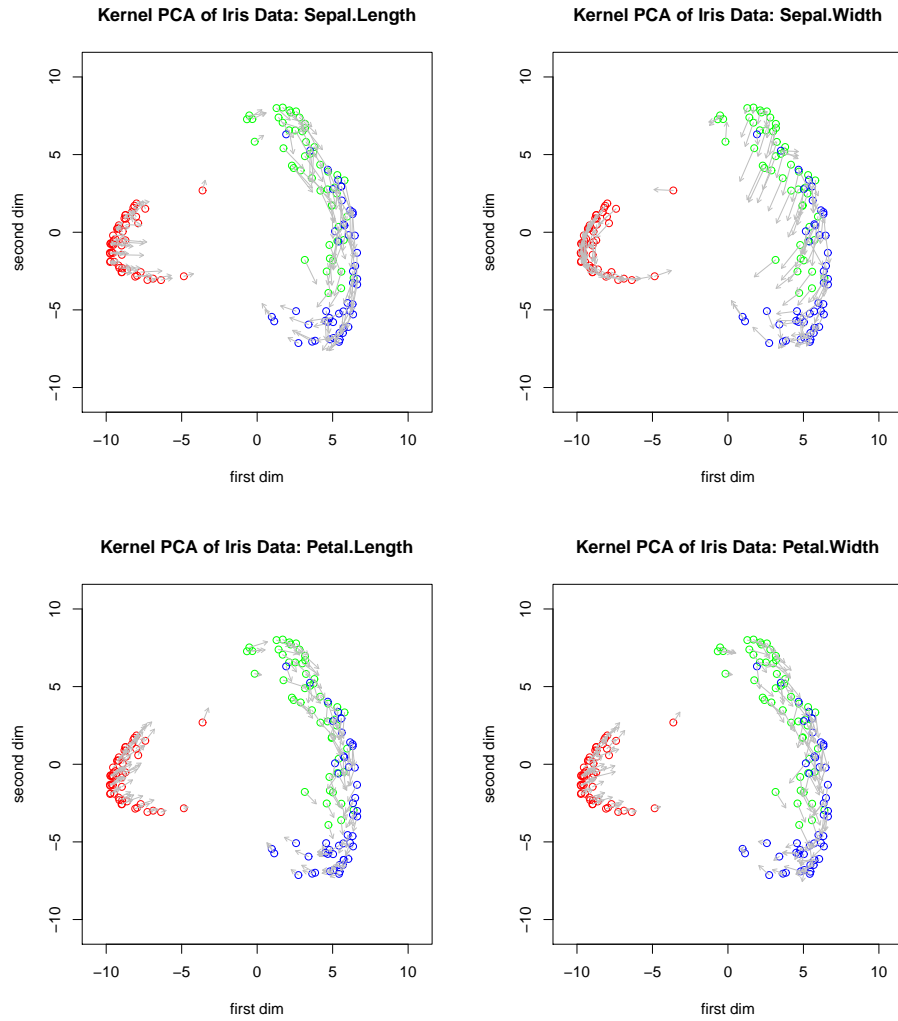 Kernel PCA of Iris Data: Sepal.Length
10
5
0
−5
−10
second dim
−10 −5 0 5 10
first dim
Kernel PCA of Iris Data: Sepal.Width
10
5
0
−5
−10
second dim
−10 −5 0 5 10
first dim
Kernel PCA of Iris Data: Petal.Length
10
5
0
−5
−10
second dim
−10 −5 0 5 10
first dim
Kernel PCA of Iris Data: Petal.Width
10
5
0
−5
−10
second dim
−10 −5 0 5 10
first dim